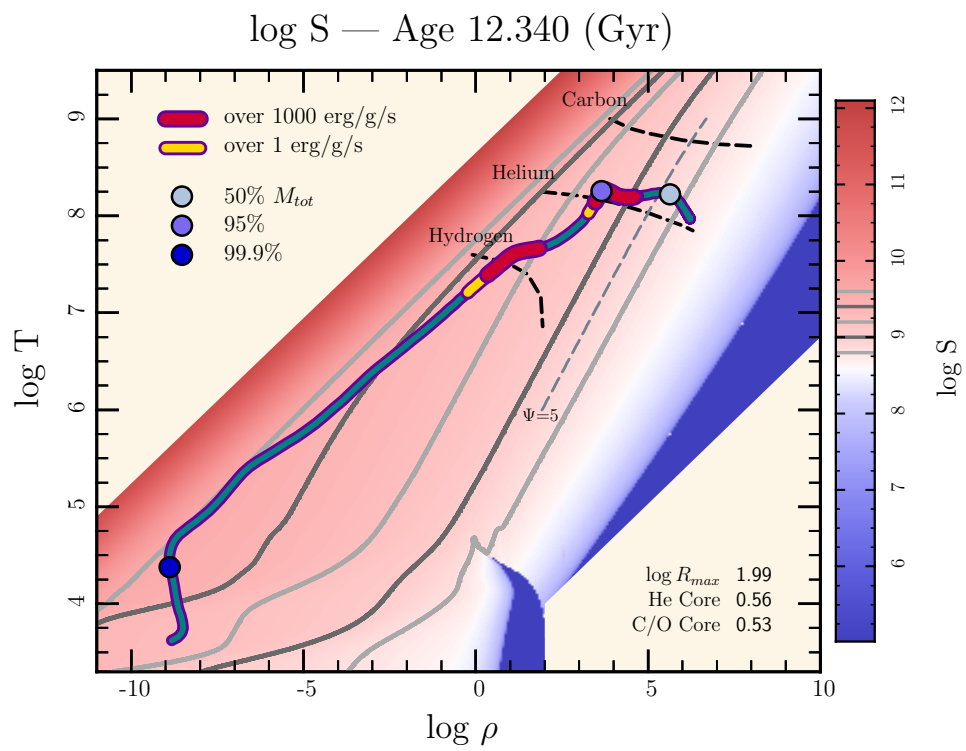 log S — Age 12.340 (Gyr)
over 1000 erg/g/s
over 1 erg/g/s
50% M_tot
95%
99.9%
Carbon
Helium
Hydrogen
Ψ=5
log R_max 1.99
He Core 0.56
C/O Core 0.53
log T
9
8
7
6
5
4
-10
-5
0
5
10
log ρ
12
11
10
9
8
7
6
log S